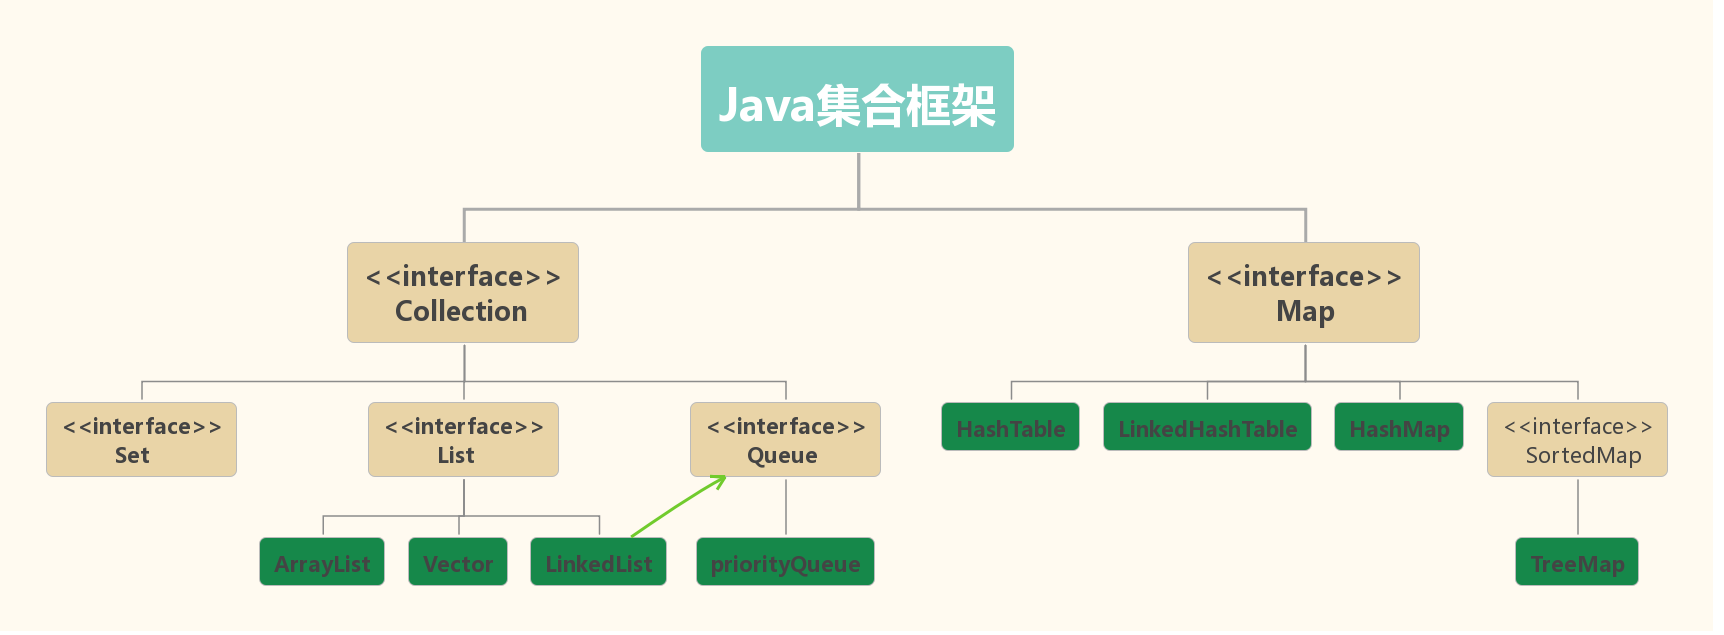 Java集合框架
<<interface>>
Collection
<<interface>>
Map
<<interface>>
Set
<<interface>>
List
<<interface>>
Queue
HashTable
LinkedHashTable
HashMap
<<interface>>
SortedMap
ArrayList
Vector
LinkedList
priorityQueue
TreeMap